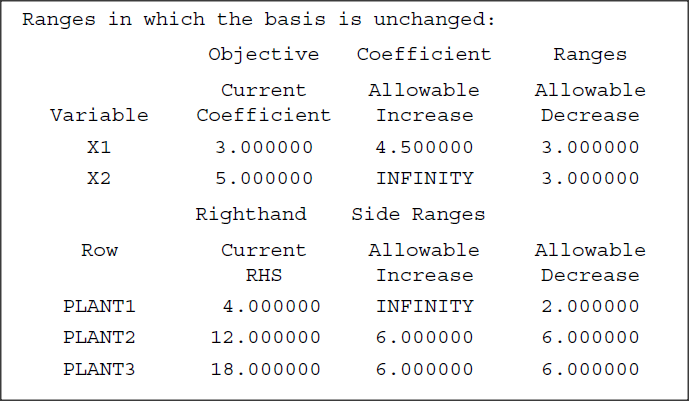 Ranges in which the basis is unchanged:
Objective Coefficient Ranges
Current Allowable Allowable
Variable Coefficient Increase Decrease
X1 3.000000 4.500000 3.000000
X2 5.000000 INFINITY 3.000000
Righthand Side Ranges
Row Current Allowable Allowable
RHS Increase Decrease
PLANT1 4.000000 INFINITY 2.000000
PLANT2 12.000000 6.000000 6.000000
PLANT3 18.000000 6.000000 6.000000